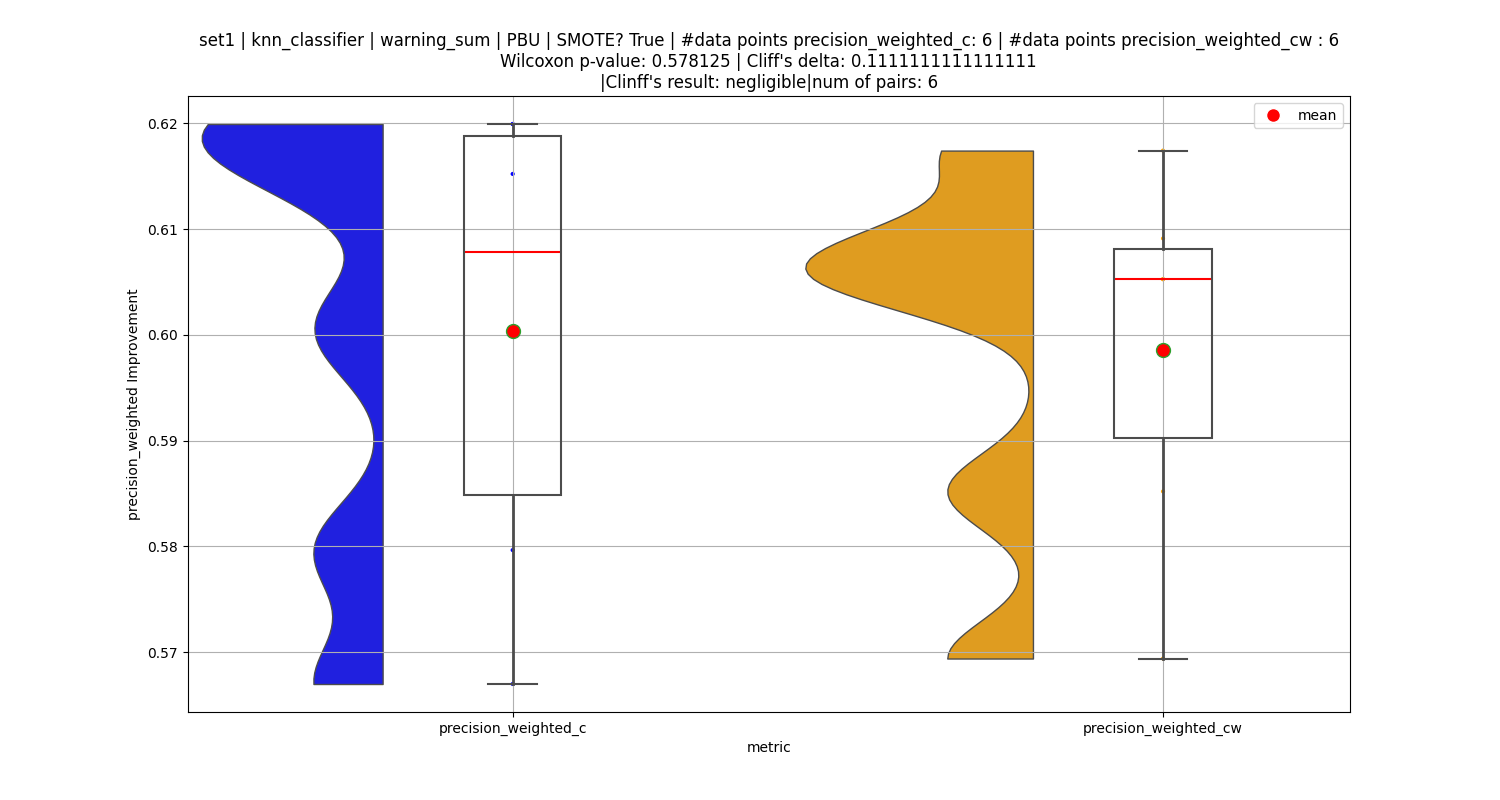 set1 | knn_classifier | warning_sum | PBU | SMOTE? True | #data points precision_weighted_c: 6 | #data points precision_weighted_cw : 6
Wilcoxon p-value: 0.578125 | Cliff's delta: 0.1111111111111111
|Clinff's result: negligible|num of pairs: 6
mean
0.62
0.61
0.60
0.59
0.58
0.57
precision_weighted Improvement
precision_weighted_c
precision_weighted_cw
metric